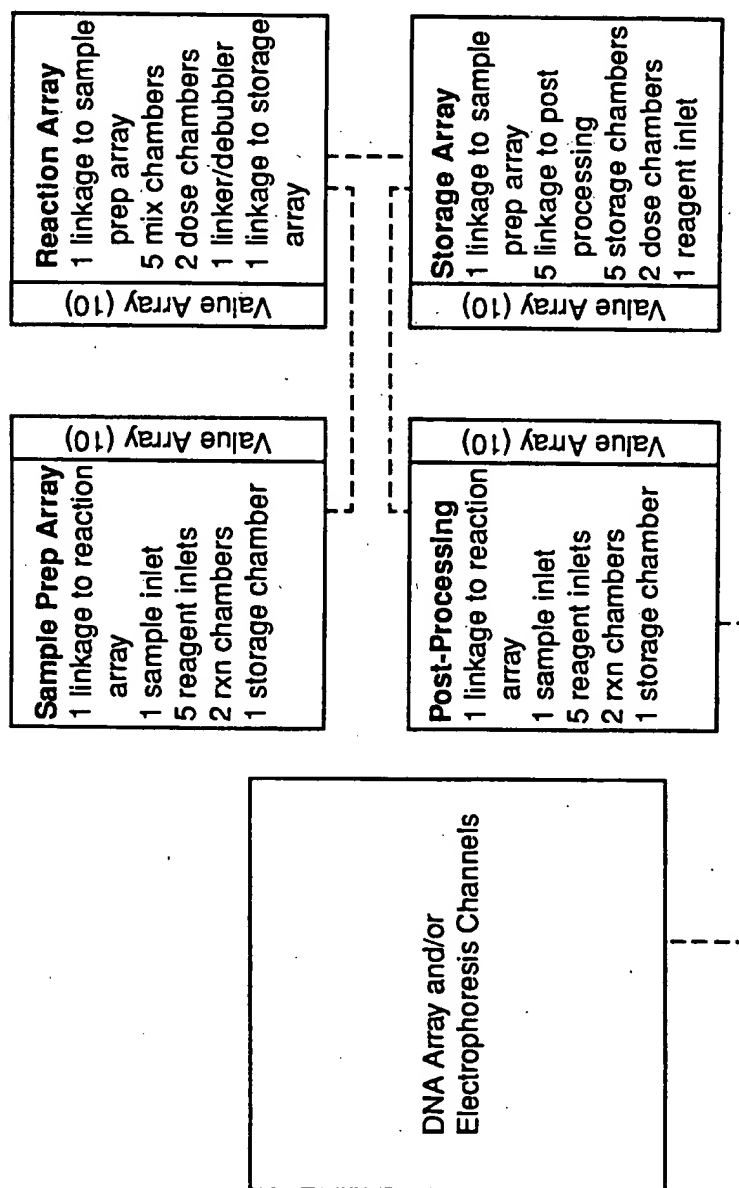 Sample Prep Array
1 linkage to reaction
array
1 sample inlet
5 reagent inlets
2 rxn chambers
1 storage chamber
Value Array (10)
Value Array (10)
Reaction Array
1 linkage to sample
prep array
5 mix chambers
2 dose chambers
1 linker/debubbler
1 linkage to storage
array
DNA Array and/or
Electrophoresis Channels
Post-Processing
1 linkage to reaction
array
1 sample inlet
5 reagent inlets
2 rxn chambers
1 storage chamber
Value Array (10)
Value Array (10)
Storage Array
1 linkage to sample
prep array
5 linkage to post
processing
5 storage chambers
2 dose chambers
1 reagent inlet